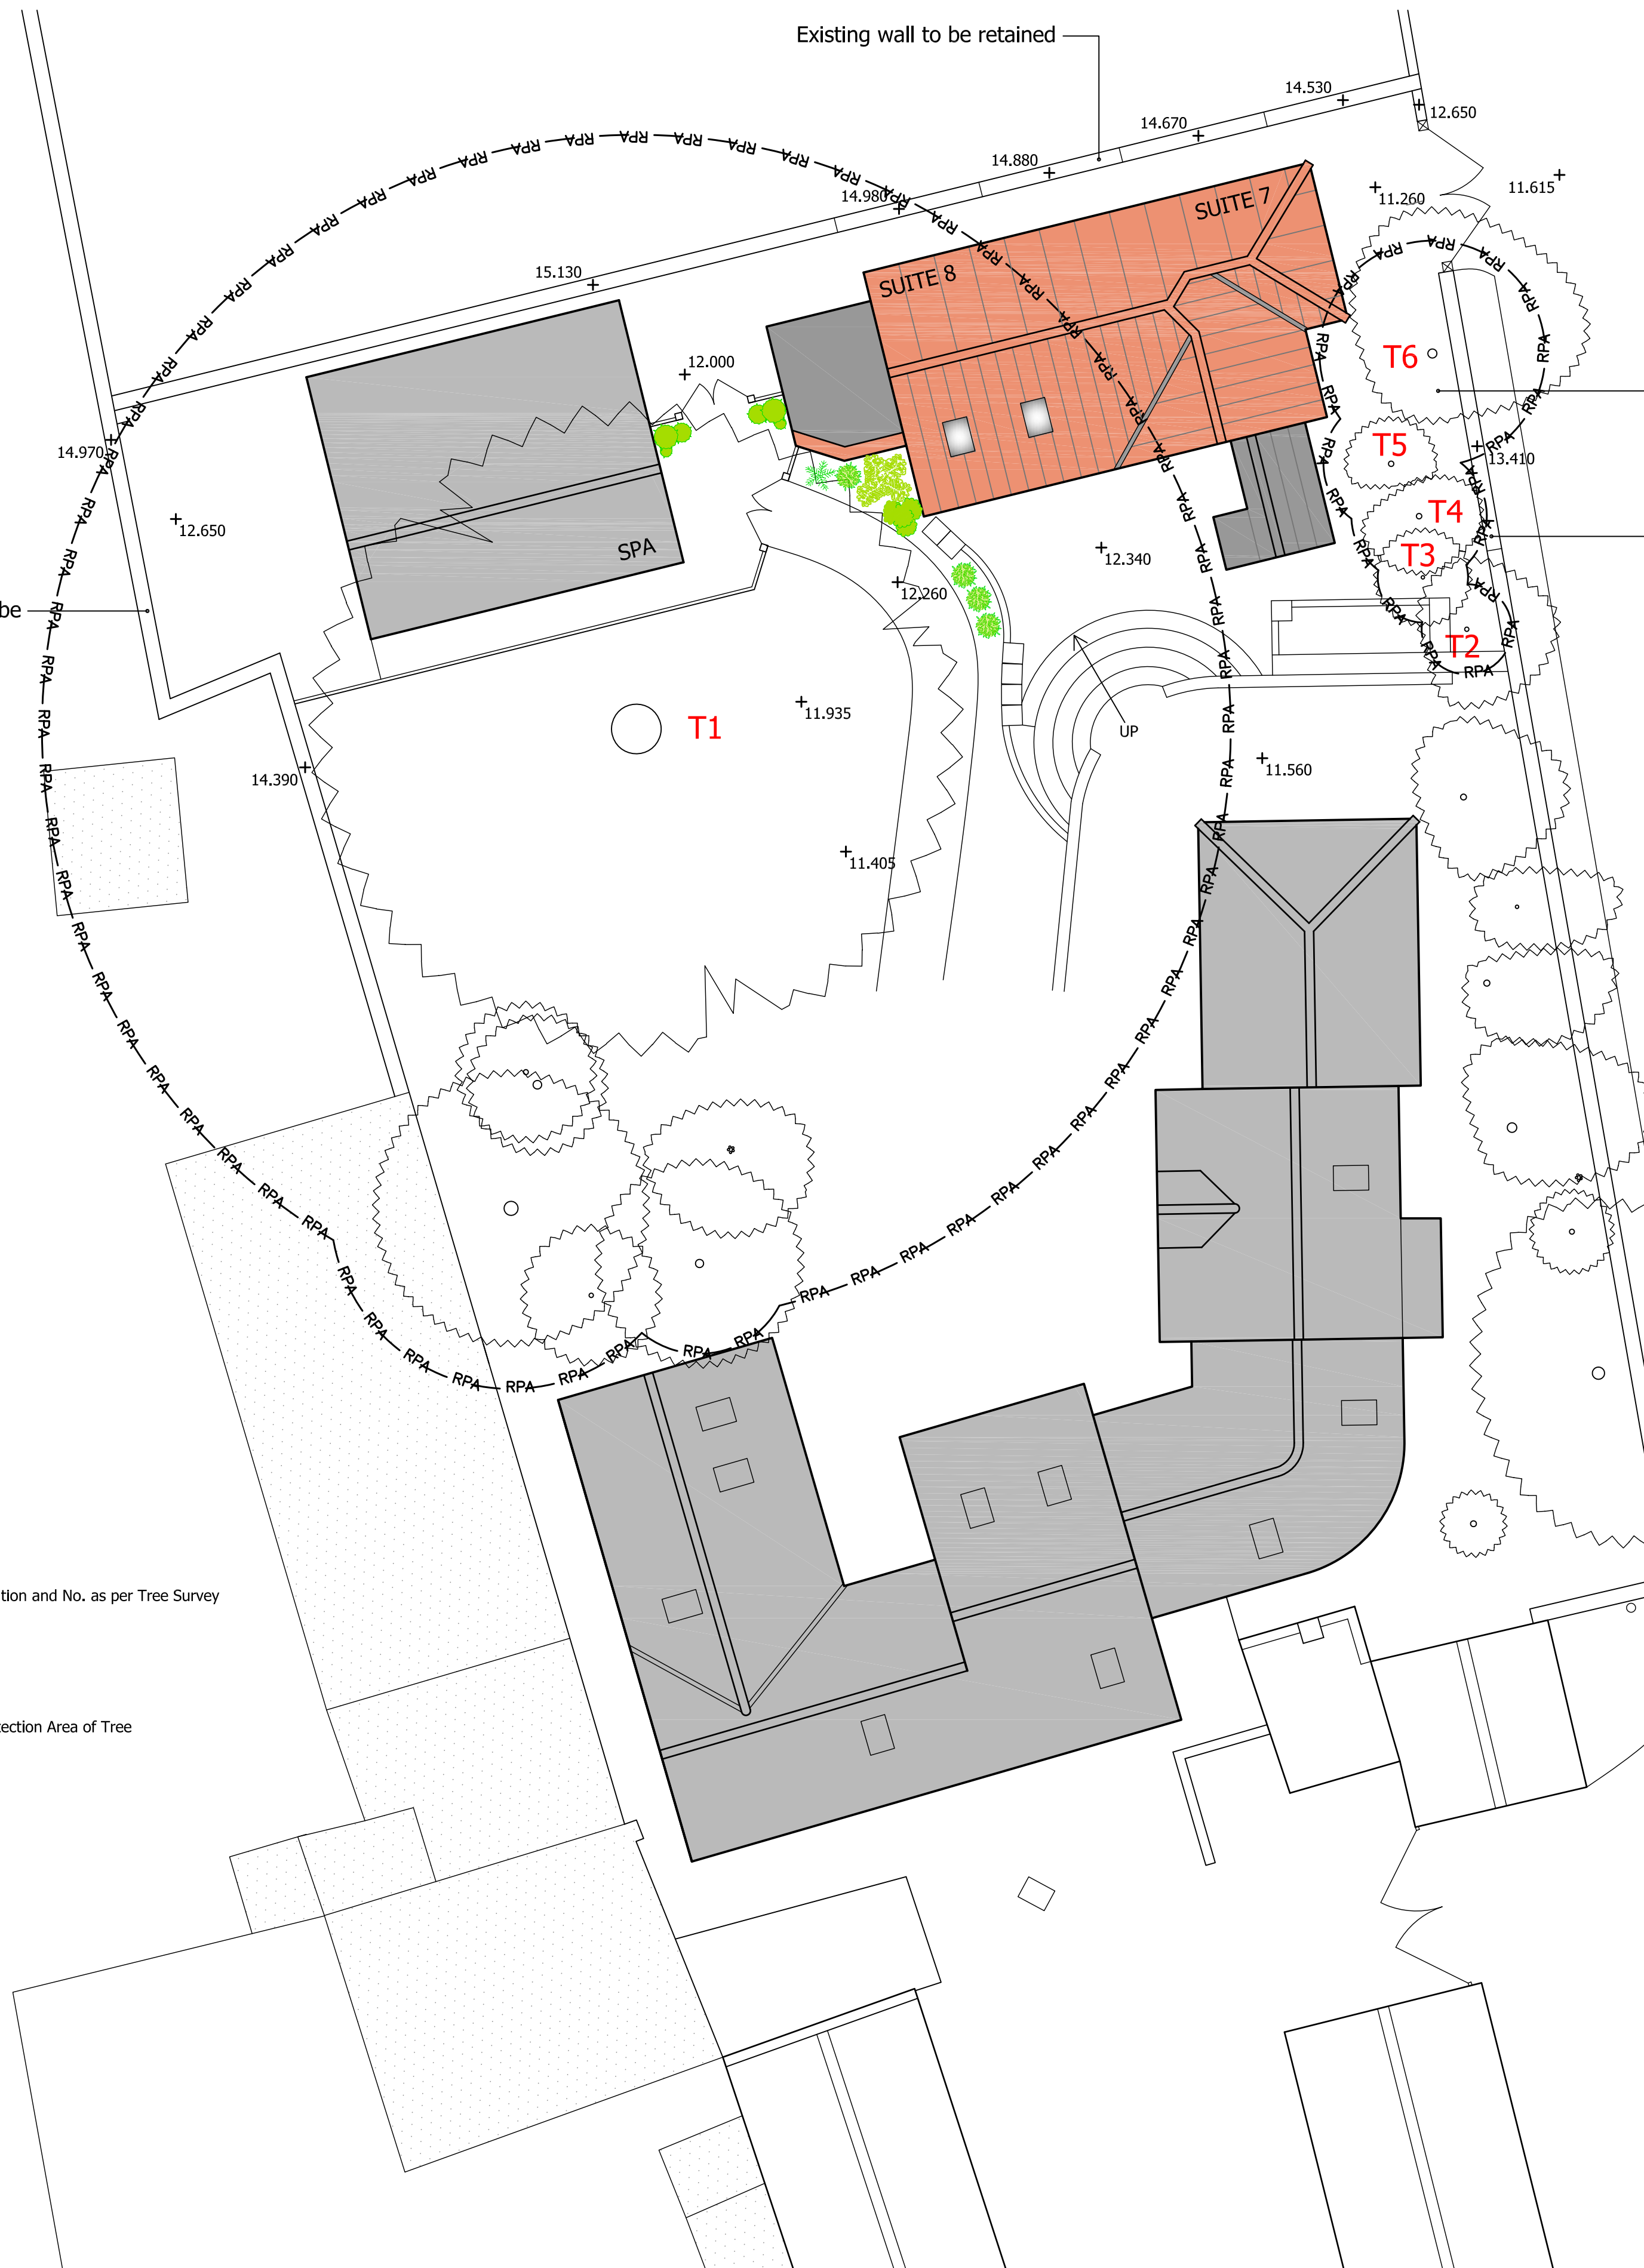 Existing wall to be retained
14.530
12.650
14.670
14.880
14.980
11.260
11.615
SUITE 7
SUITE 8
15.130
12.000
T6
T5
14.970
13.410
12.650
SPA
T4
T3
12.340
12.260
be
T2
11.935
T1
UP
14.390
11.560
11.405
RPA
tion and No. as per Tree Survey
ection Area of Tree